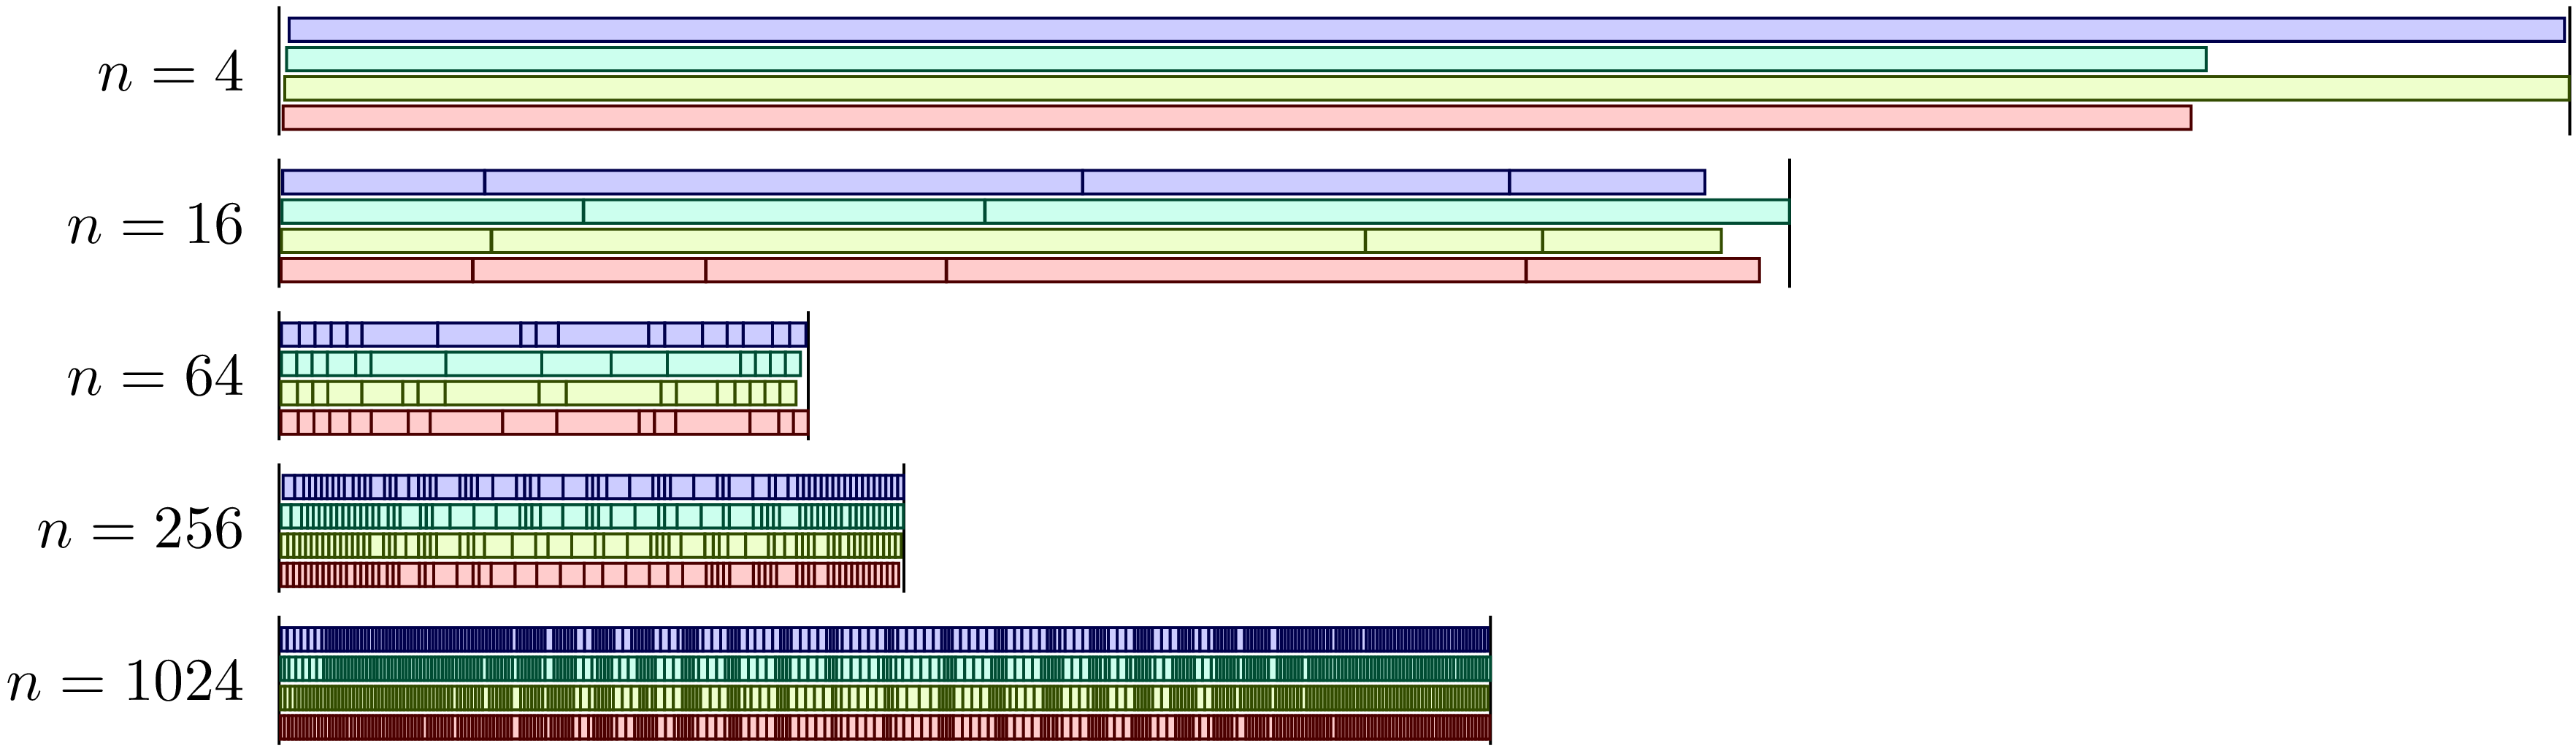 n = 4
n = 16
n = 64
n = 256
n = 1024